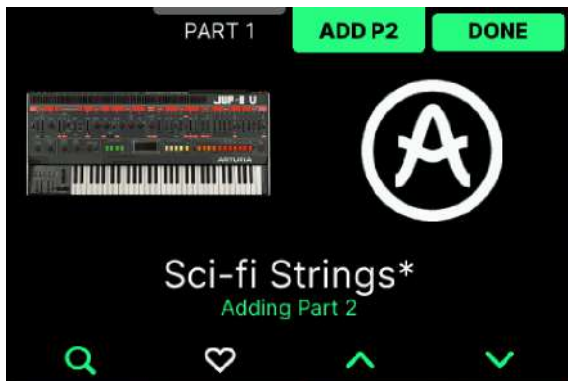 PART 1
ADD P2
DONE
JUP-8 V
ARTURIA
Sci-fi Strings*
Adding Part 2